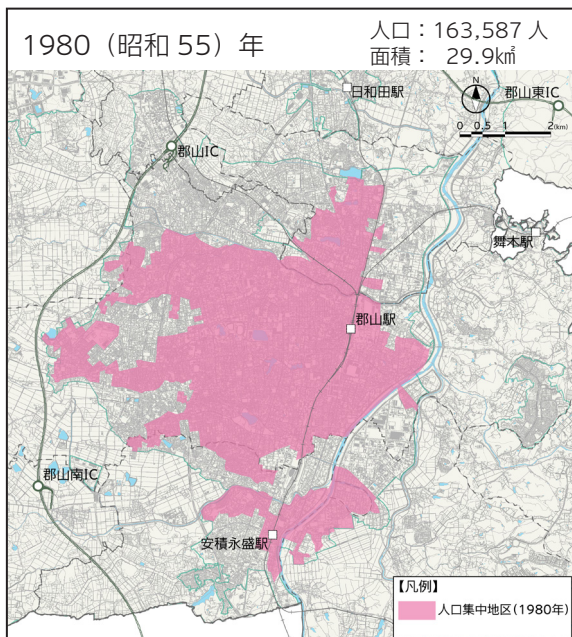 1980（昭和 55）年
人口：163,587 人
面積： 29.9㎢
日和田駅
N
郡山東IC
0 0.5 1 2(km)
郡山IC
舞木駅
郡山駅
郡山南IC
安積永盛駅
【凡例】
人口集中地区(1980年)